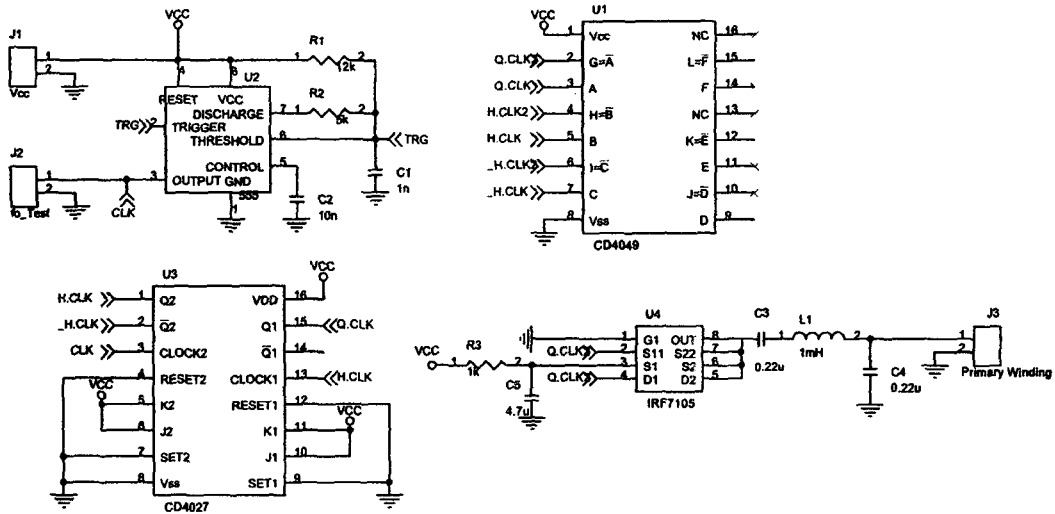 VCC
J1
1
2
Vcc
R1
1
2
12k
4
8
U2
RESET
VCC
DISCHARGE
7
R2
1
2
5k
TRG
2
TRIGGER
THRESHOLD
6
TRG
J2
1
2
fo_Test
3
OUTPUT
CONTROL
5
GND
555
1
CLK
C1
1n
C2
10n
U1
VCC
1
Vcc
NC
16
Q.CLK
2
G=A̅
L=F̅
15
Q.CLK
3
A
F
14
H.CLK2
4
H=B̅
NC
13
H.CLK
5
B
K=E̅
12
_H.CLK2
6
I=C̅
E
11
_H.CLK
7
C
J=D̅
10
8
Vss
D
9
CD4049
U3
VCC
H.CLK
1
Q2
VDD
16
_H.CLK
2
Q̅2
Q1
15
Q.CLK
CLK
3
CLOCK2
Q̅1
14
4
RESET2
CLOCK1
13
H.CLK
VCC
5
K2
RESET1
12
6
J2
K1
11
VCC
7
SET2
J1
10
8
Vss
SET1
9
CD4027
VCC
R3
1
2
1k
C5
4.7u
U4
1
G1
OUT
8
Q.CLK
2
S11
S22
7
3
S1
S2
6
Q.CLK
4
D1
D2
5
IRF7105
C3
0.22u
L1
1
2
1mH
C4
0.22u
J3
1
2
Primary Winding